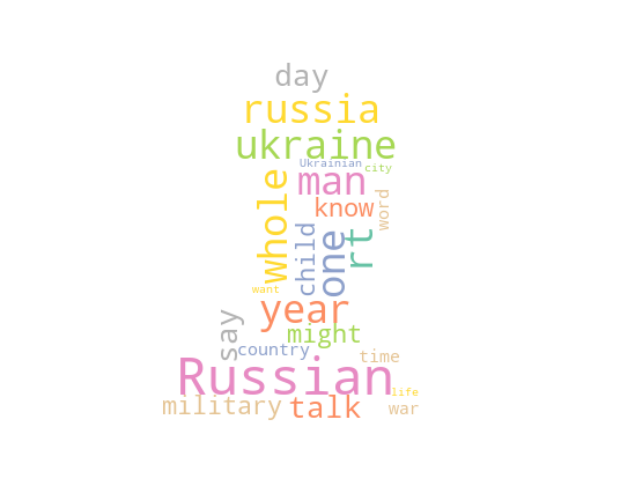 day
russia
ukraine
Ukrainian
city
whole
man
know
word
child
one
rt
want
year
say
might
country
time
Russian
life
military
talk
war